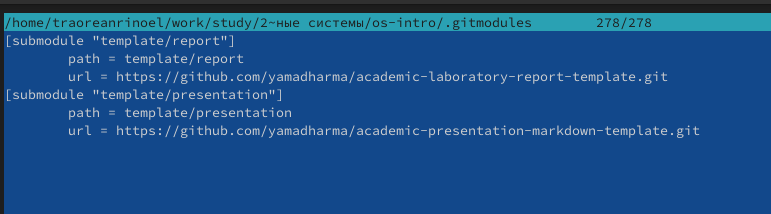 /home/traoreanrinoel/work/study/2~ные системы/os-intro/.gitmodules 278/278
[submodule "template/report"]
path = template/report
url = https://github.com/yamadharma/academic-laboratory-report-template.git
[submodule "template/presentation"]
path = template/presentation
url = https://github.com/yamadharma/academic-presentation-markdown-template.git